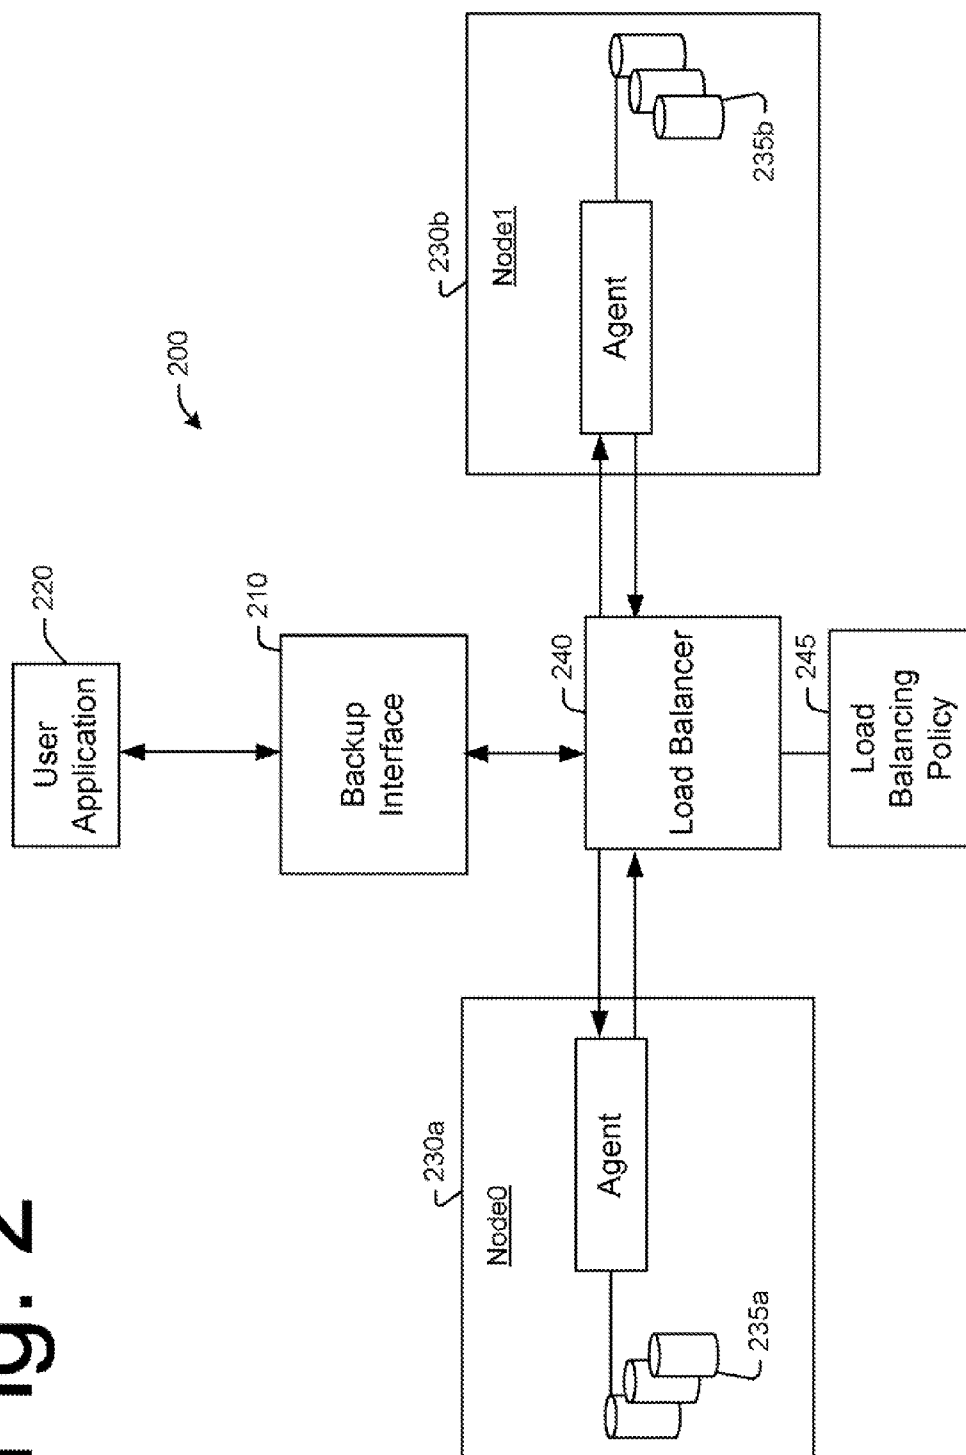 Fig. 2
200
User
Application
220
Backup
Interface
210
Load Balancer
240
Load
Balancing
Policy
245
230a
Node0
Agent
235a
230b
Node1
Agent
235b